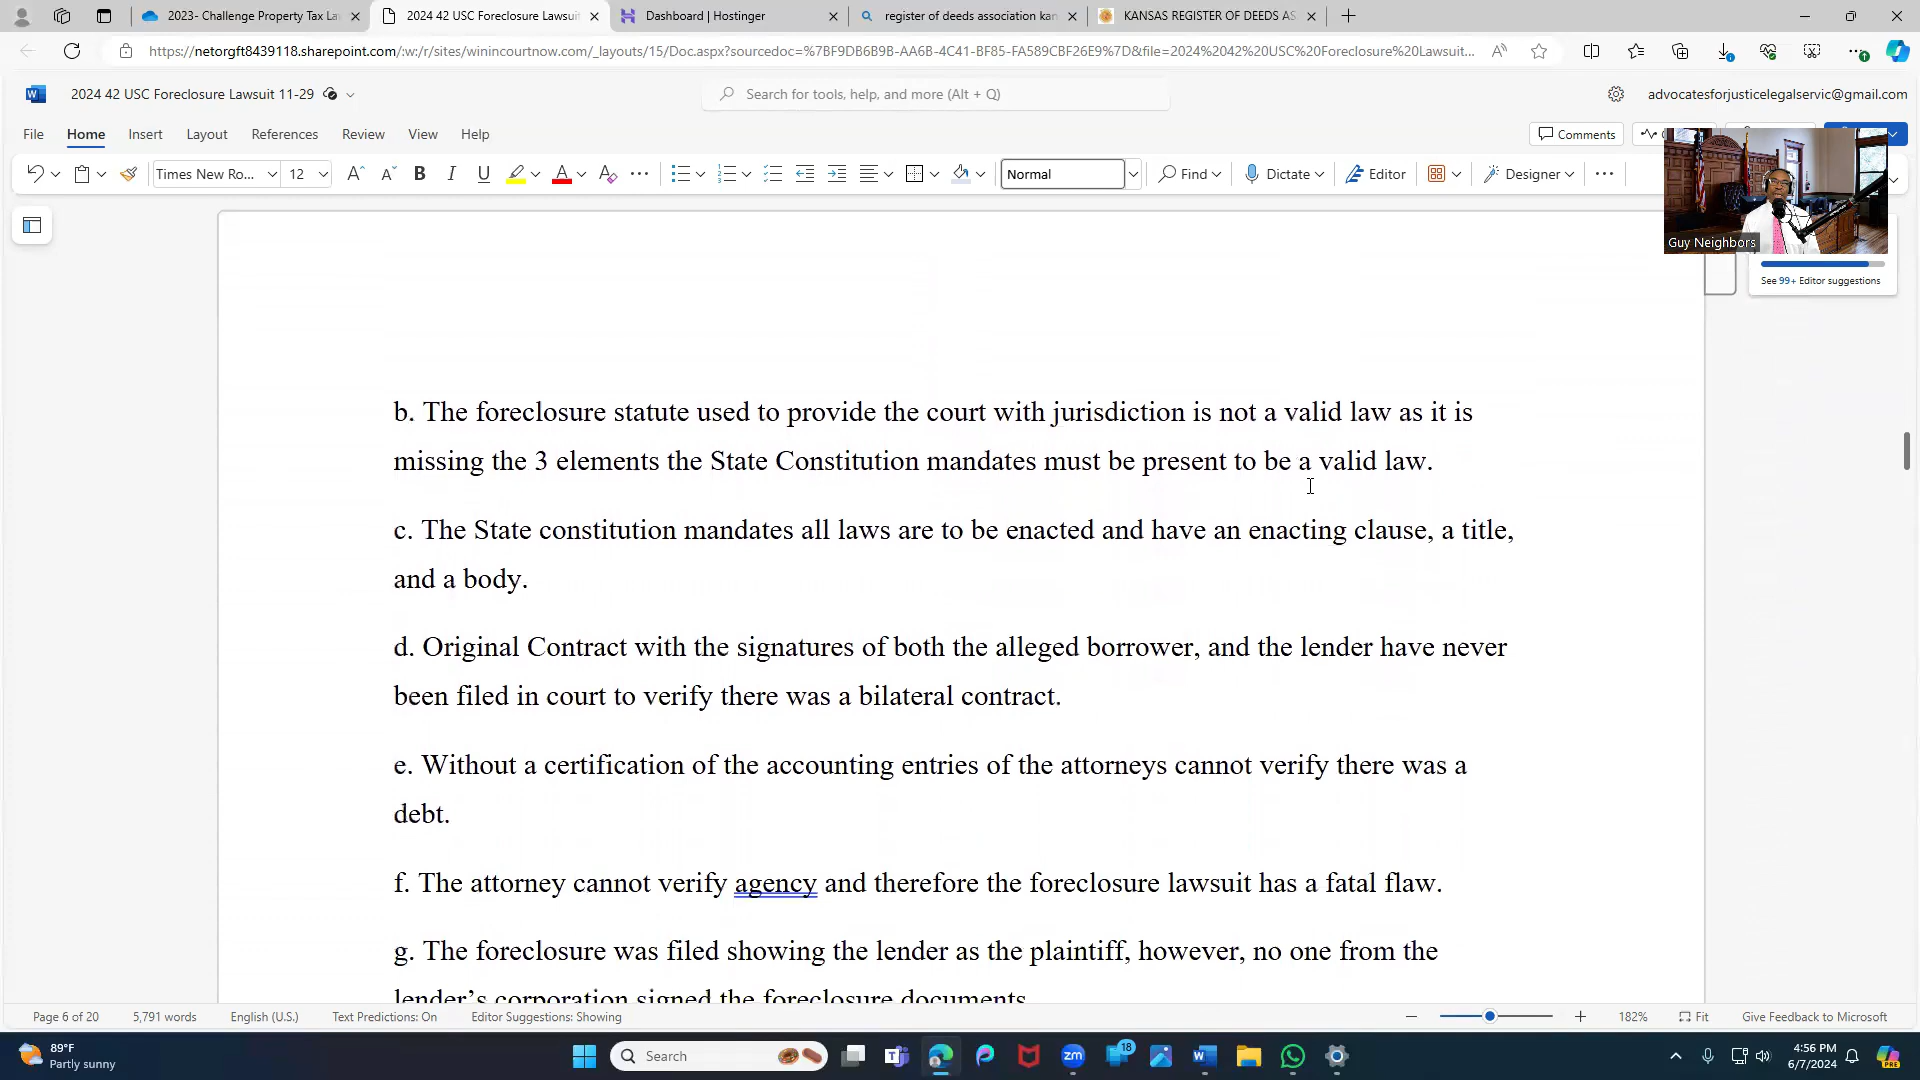 2023- Challenge Property Tax La
2024 42 USC Foreclosure Lawsuit
Dashboard | Hostinger
register of deeds association kan
KANSAS REGISTER OF DEEDS AS
https://netorgft8439118.sharepoint.com/:w:/r/sites/winincourtnow.com/_layouts/15/Doc.aspx?sourcedoc=%7BF9DB6B9B-AA6B-4C41-BF85-FA589CBF26E9%7D&file=2024%2042%20USC%20Foreclosure%20Lawsuit...
2024 42 USC Foreclosure Lawsuit 11-29
Search for tools, help, and more (Alt + Q)
advocatesforjusticelegalservic@gmail.com
File Home Insert Layout References Review View Help
Comments
Times New Ro... 12 Normal Find Dictate Editor Designer
Guy Neighbors
See 99+ Editor suggestions
b. The foreclosure statute used to provide the court with jurisdiction is not a valid law as it is
missing the 3 elements the State Constitution mandates must be present to be a valid law.
c. The State constitution mandates all laws are to be enacted and have an enacting clause, a title,
and a body.
d. Original Contract with the signatures of both the alleged borrower, and the lender have never
been filed in court to verify there was a bilateral contract.
e. Without a certification of the accounting entries of the attorneys cannot verify there was a
debt.
f. The attorney cannot verify agency and therefore the foreclosure lawsuit has a fatal flaw.
g. The foreclosure was filed showing the lender as the plaintiff, however, no one from the
lender's corporation signed the foreclosure documents
Page 6 of 20 5,791 words English (U.S.) Text Predictions: On Editor Suggestions: Showing 182% Fit Give Feedback to Microsoft
89°F
Partly sunny
Search
18
4:56 PM
6/7/2024